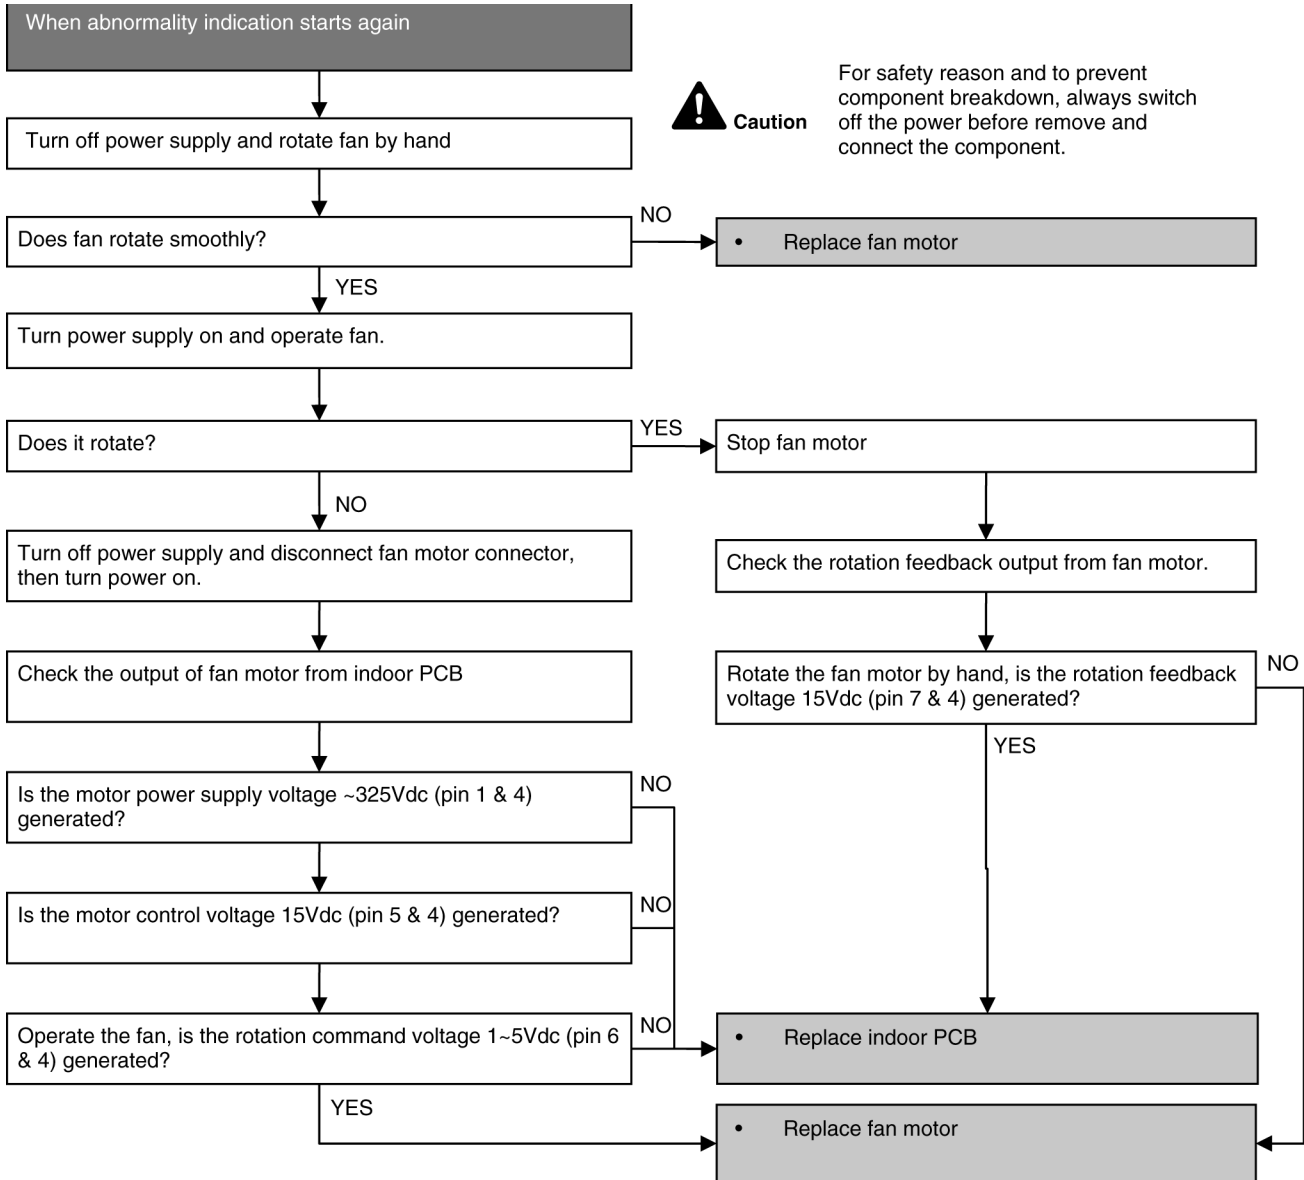 When abnormality indication starts again
For safety reason and to prevent
component breakdown, always switch
off the power before remove and
connect the component.
Caution
Turn off power supply and rotate fan by hand
Does fan rotate smoothly?
NO
• Replace fan motor
YES
Turn power supply on and operate fan.
Does it rotate?
YES
Stop fan motor
NO
Turn off power supply and disconnect fan motor connector,
then turn power on.
Check the rotation feedback output from fan motor.
Check the output of fan motor from indoor PCB
Rotate the fan motor by hand, is the rotation feedback
voltage 15Vdc (pin 7 & 4) generated?
NO
YES
Is the motor power supply voltage ~325Vdc (pin 1 & 4)
generated?
NO
Is the motor control voltage 15Vdc (pin 5 & 4) generated?
NO
Operate the fan, is the rotation command voltage 1~5Vdc (pin 6
& 4) generated?
NO
• Replace indoor PCB
YES
• Replace fan motor